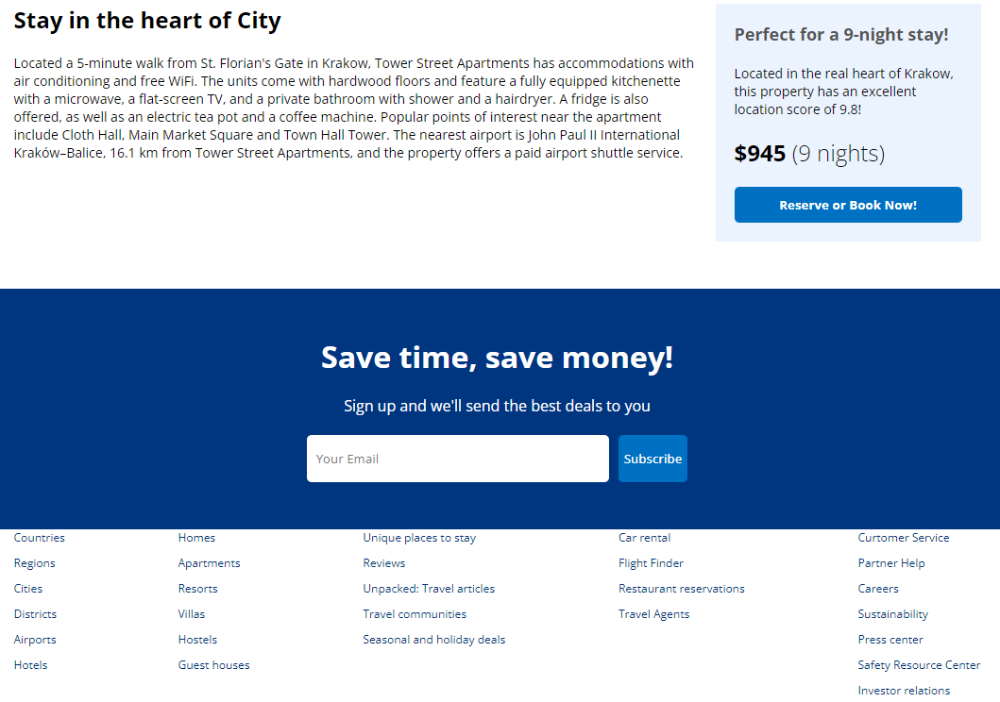 Stay in the heart of City
Located a 5-minute walk from St. Florian's Gate in Krakow, Tower Street Apartments has accommodations with
air conditioning and free WiFi. The units come with hardwood floors and feature a fully equipped kitchenette
with a microwave, a flat-screen TV, and a private bathroom with shower and a hairdryer. A fridge is also
offered, as well as an electric tea pot and a coffee machine. Popular points of interest near the apartment
include Cloth Hall, Main Market Square and Town Hall Tower. The nearest airport is John Paul II International
Kraków–Balice, 16.1 km from Tower Street Apartments, and the property offers a paid airport shuttle service.
Perfect for a 9-night stay!
Located in the real heart of Krakow,
this property has an excellent
location score of 9.8!
$945 (9 nights)
Reserve or Book Now!
Save time, save money!
Sign up and we'll send the best deals to you
Your Email
Subscribe
Countries
Regions
Cities
Districts
Airports
Hotels
Homes
Apartments
Resorts
Villas
Hostels
Guest houses
Unique places to stay
Reviews
Unpacked: Travel articles
Travel communities
Seasonal and holiday deals
Car rental
Flight Finder
Restaurant reservations
Travel Agents
Curtomer Service
Partner Help
Careers
Sustainability
Press center
Safety Resource Center
Investor relations